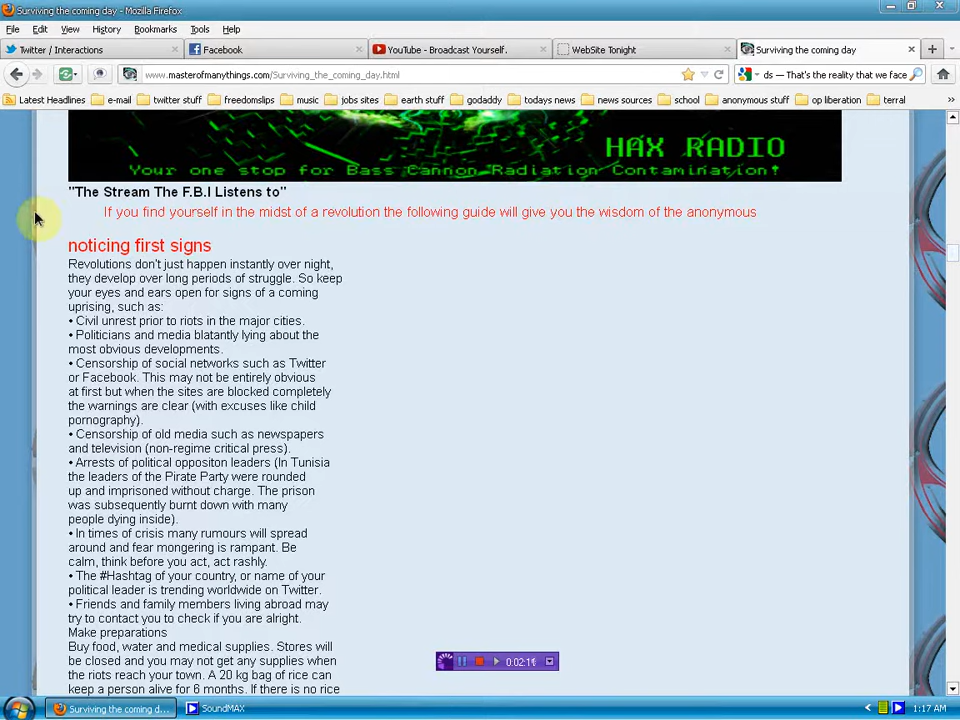 Surviving the coming day - Mozilla Firefox
File Edit View History Bookmarks Tools Help
Twitter / Interactions × Facebook × YouTube - Broadcast Yourself. × WebSite Tonight × Surviving the coming day ×
www.masterofmanythings.com/Surviving_the_coming_day.html ds — That's the reality that we face
Latest Headlines e-mail twitter stuff freedomslips music jobs sites earth stuff godaddy todays news news sources school anonymous stuff op liberation terral »
HAX RADIO
Your one stop for Bass Cannon Radiation Contamination!
"The Stream The F.B.I Listens to"
If you find yourself in the midst of a revolution the following guide will give you the wisdom of the anonymous
noticing first signs
Revolutions don't just happen instantly over night,
they develop over long periods of struggle. So keep
your eyes and ears open for signs of a coming
uprising, such as:
• Civil unrest prior to riots in the major cities.
• Politicians and media blatantly lying about the
most obvious developments.
• Censorship of social networks such as Twitter
or Facebook. This may not be entirely obvious
at first but when the sites are blocked completely
the warnings are clear (with excuses like child
pornography).
• Censorship of old media such as newspapers
and television (non-regime critical press).
• Arrests of political oppositon leaders (In Tunisia
the leaders of the Pirate Party were rounded
up and imprisoned without charge. The prison
was subsequently burnt down with many
people dying inside).
• In times of crisis many rumours will spread
around and fear mongering is rampant. Be
calm, think before you act, act rashly.
• The #Hashtag of your country, or name of your
political leader is trending worldwide on Twitter.
• Friends and family members living abroad may
try to contact you to check if you are alright.
Make preparations
Buy food, water and medical supplies. Stores will
be closed and you may not get any supplies when
the riots reach your town. A 20 kg bag of rice can
keep a person alive for 6 months. If there is no rice
0:02:16
Surviving the coming d... SoundMAX 1:17 AM